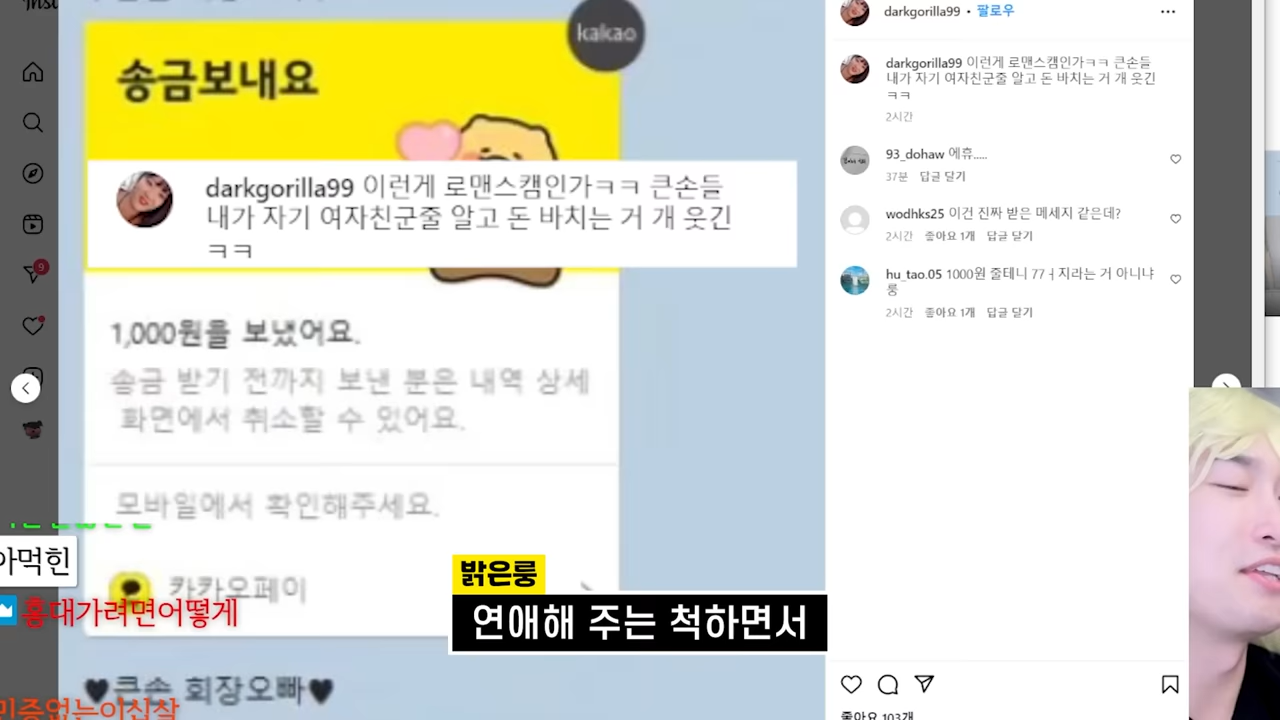 송금보내요
kakao
darkgorilla99 이런게 로맨스캠인가ㅋㅋ 큰손들
내가 자기 여자친군줄 알고 돈 바치는 거 개 웃긴
ㅋㅋ
1,000원을 보냈어요.
송금 받기 전까지 보낸 분은 내역 상세
화면에서 취소할 수 있어요.
모바일에서 확인해주세요.
카카오페이
♥큰손 회장오빠♥
9
아먹힌
홍대가려면어떻게
밝은룽
연애해 주는 척하면서
darkgorilla99 • 팔로우
darkgorilla99 이런게 로맨스캠인가ㅋㅋ 큰손들
내가 자기 여자친군줄 알고 돈 바치는 거 개 웃긴
ㅋㅋ
2시간
93_dohaw 에휴.....
37분 답글 달기
wodhks25 이건 진짜 받은 메세지 같은데?
2시간 좋아요 1개 답글 달기
hu_tao.05 1000원 줄테니 77ㅓ지라는 거 아니냐
룽
2시간 좋아요 1개 답글 달기
좋아요 103개